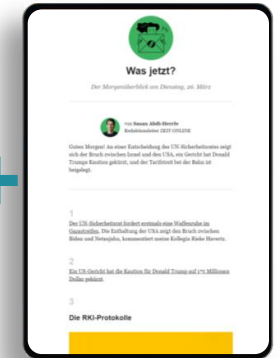 Was jetzt?
Der Morgenüberblick am Dienstag, 26. März
von Susan Abdi-Herrle
Redaktionsleiter ZEIT ONLINE
Guten Morgen! An einer Entscheidung des UN-Sicherheitsrates zeigt
sich der Bruch zwischen Israel und den USA, ein Gericht hat Donald
Trumps Kaution gekürzt, und der Tarifstreit bei der Bahn ist
beigelegt.
1
Der UN-Sicherheitsrat fordert erstmals eine Waffenruhe im
Gazastreifen. Die Enthaltung der USA zeigt den Bruch zwischen
Biden und Netanjahu, kommentiert meine Kollegin Rieke Havertz.
2
Ein US-Gericht hat die Kaution für Donald Trump auf 175 Millionen
Dollar gekürzt.
3
Die RKI-Protokolle